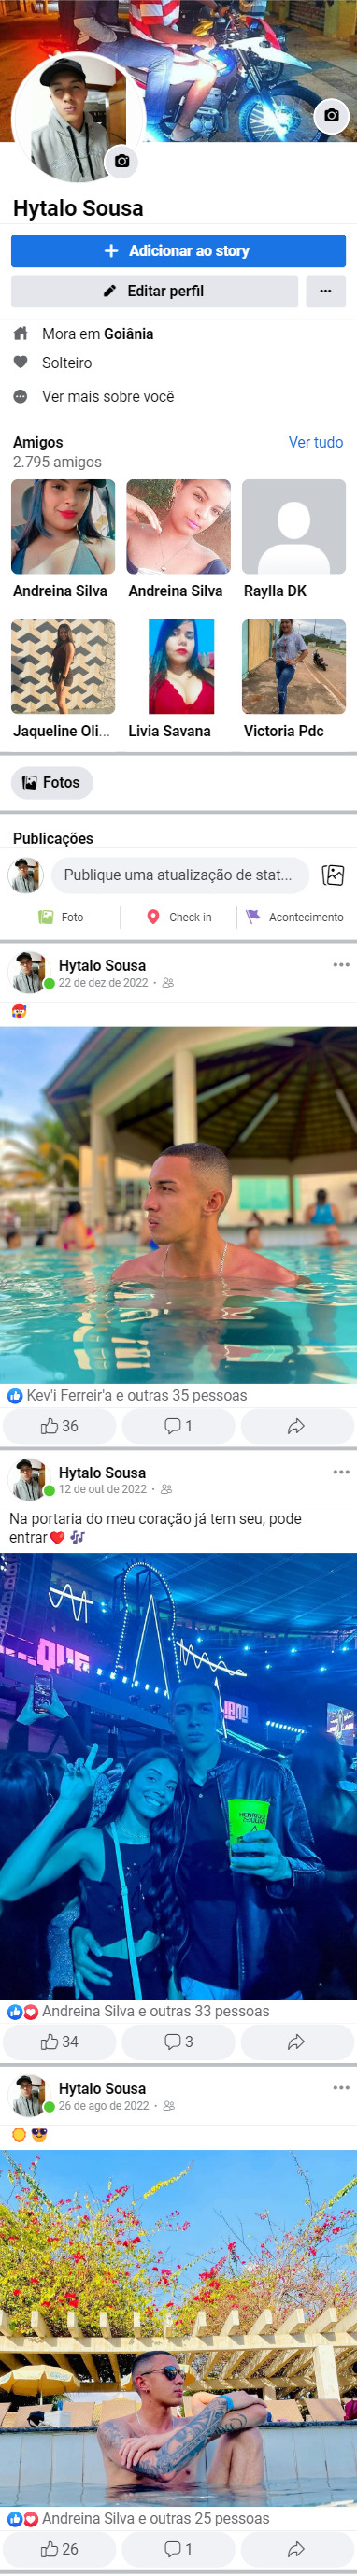 Hytalo Sousa
Adicionar ao story
Editar perfil
Mora em Goiânia
Solteiro
Ver mais sobre você
Amigos
Ver tudo
2.795 amigos
Andreina Silva
Andreina Silva
Raylla DK
Jaqueline Oli...
Livia Savana
Victoria Pdc
Fotos
Publicações
Publique uma atualização de stat...
Foto
Check-in
Acontecimento
Hytalo Sousa
22 de dez de 2022 ·
Kev'i Ferreir'a e outras 35 pessoas
36
1
Hytalo Sousa
12 de out de 2022 ·
Na portaria do meu coração já tem seu, pode
entrar❤️ 🎶
HENRIQUE
Andreina Silva e outras 33 pessoas
34
3
Hytalo Sousa
26 de ago de 2022 ·
Andreina Silva e outras 25 pessoas
26
1